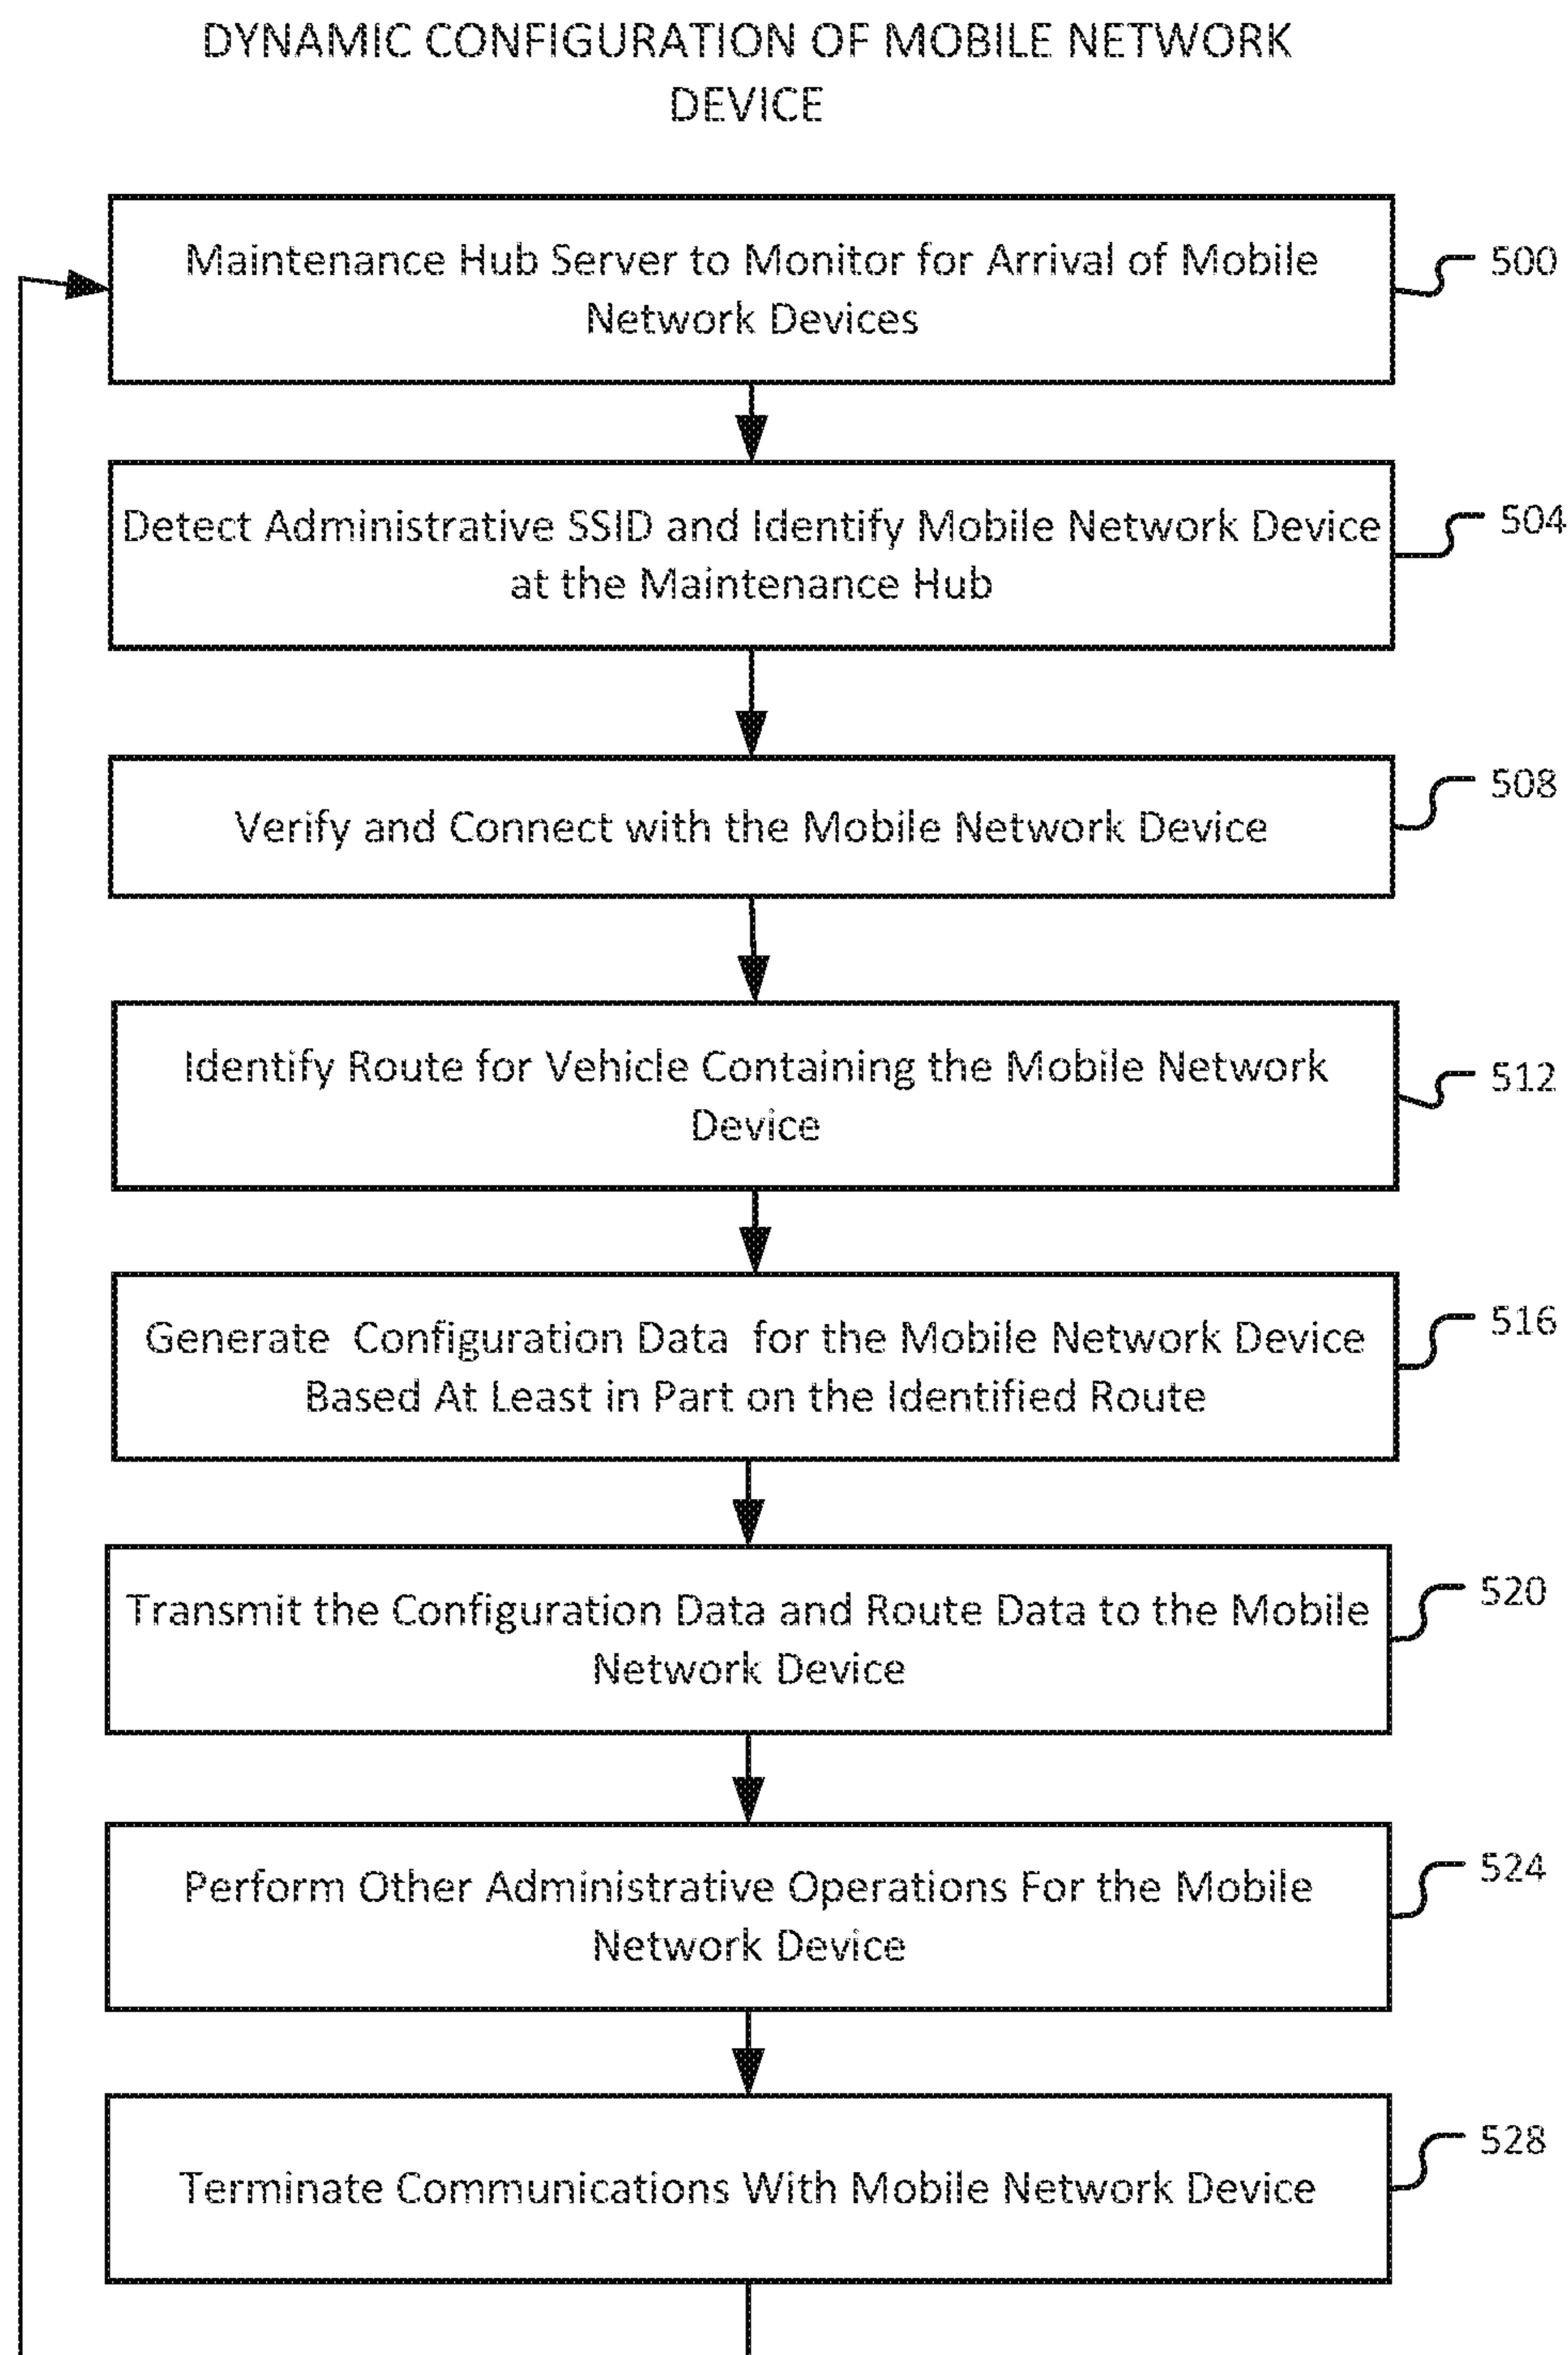 DYNAMIC CONFIGURATION OF MOBILE NETWORK
DEVICE
Maintenance Hub Server to Monitor for Arrival of Mobile
Network Devices
500
Detect Administrative SSID and Identify Mobile Network Device
at the Maintenance Hub
504
Verify and Connect with the Mobile Network Device
508
Identify Route for Vehicle Containing the Mobile Network
Device
512
Generate Configuration Data for the Mobile Network Device
Based At Least in Part on the Identified Route
516
Transmit the Configuration Data and Route Data to the Mobile
Network Device
520
Perform Other Administrative Operations For the Mobile
Network Device
524
Terminate Communications With Mobile Network Device
528